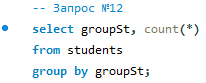 -- Запрос №12
select groupSt, count(*)
from students
group by groupSt;